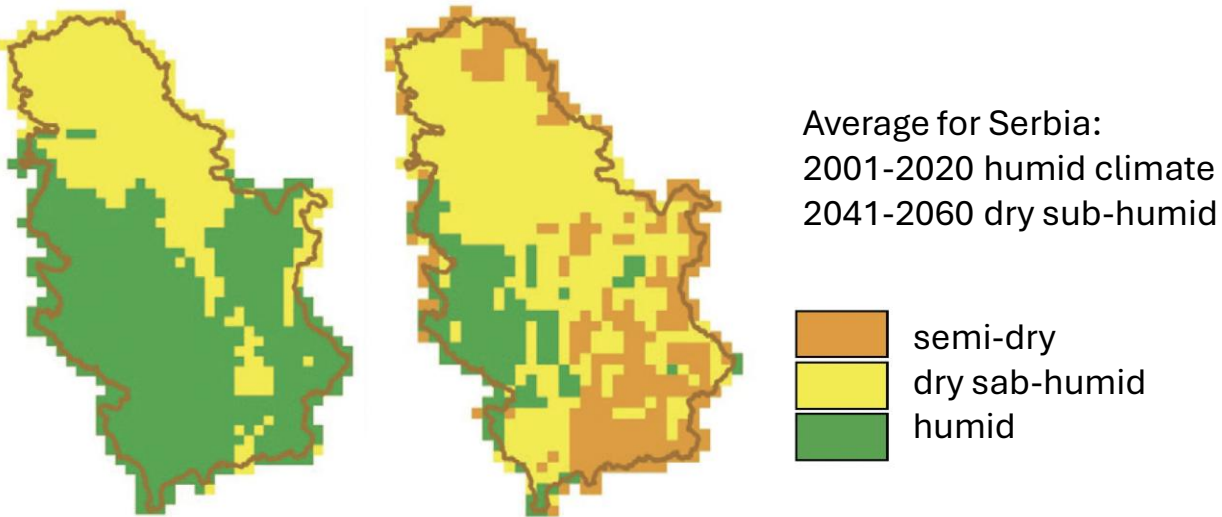 Average for Serbia:
2001-2020 humid climate
2041-2060 dry sub-humid
semi-dry
dry sab-humid
humid